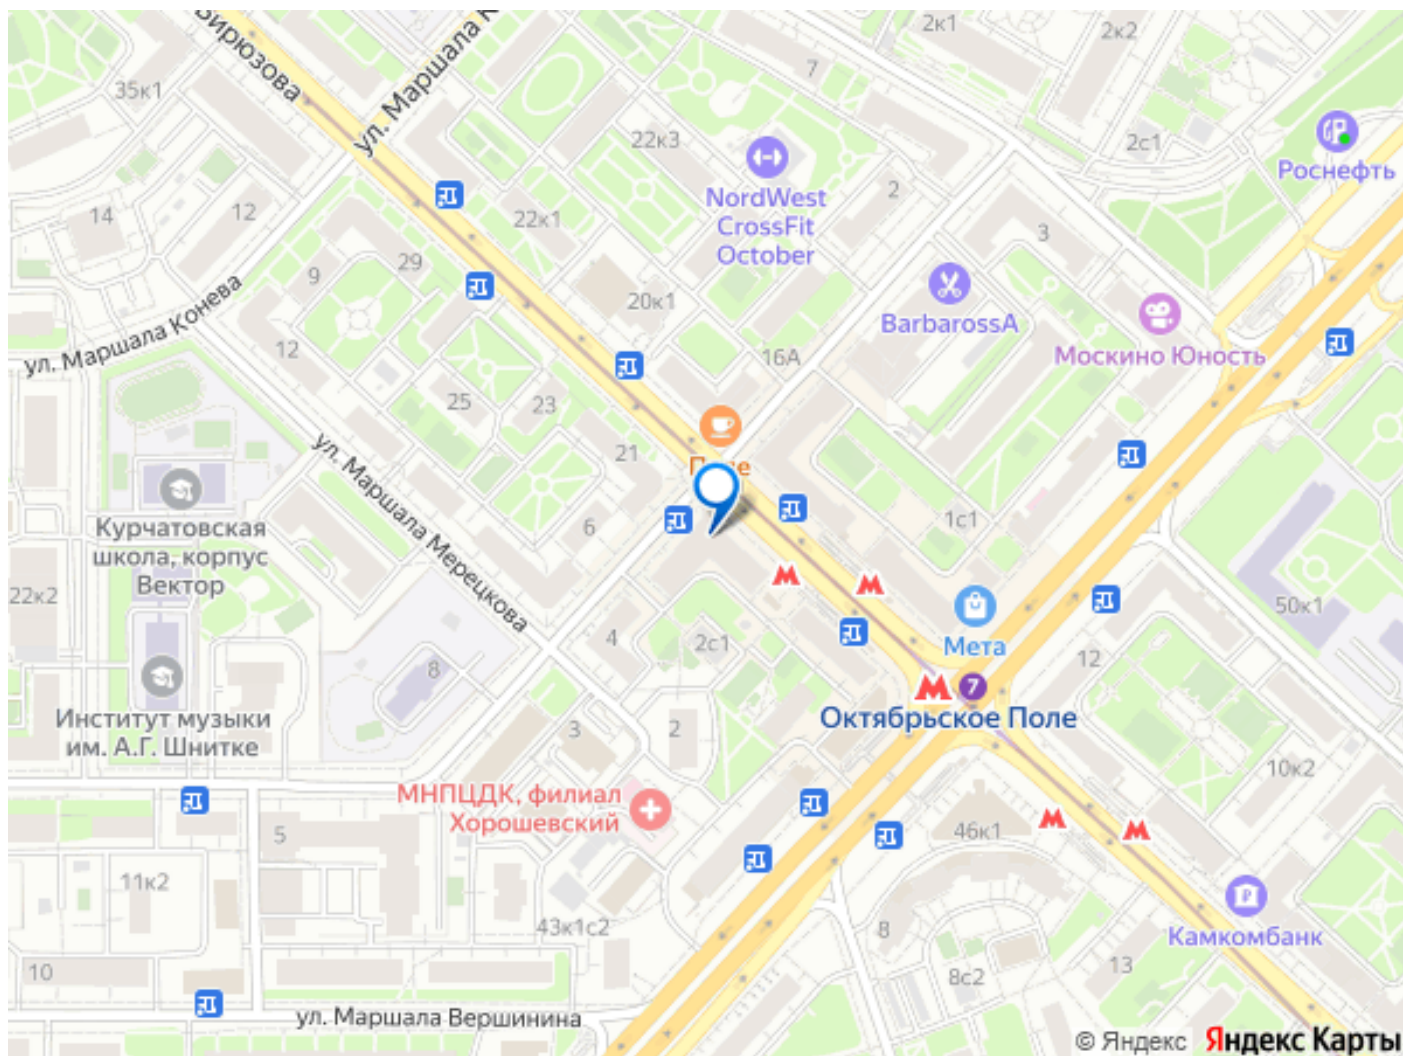 2к1
2к2
Бирюзова
ул. Маршала К
7
35к1
22к3
2с1
Роснефть
NordWest
CrossFit
October
2
14
12
22к1
3
29
9
20к1
BarbarossA
Москино Юность
ул. Маршала Конева
12
16А
25
23
21
ул. Маршала Мерецкова
Курчатовская
школа, корпус
Вектор
6
1с1
22к2
50к1
4
2с1
Мета
12
8
7
Октябрьское Поле
Институт музыки
им. А.Г. Шнитке
3
2
10к2
МНПЦДК, филиал
Хорошевский
5
46к1
11к2
43к1с2
8
Камкомбанк
10
8с2
13
ул. Маршала Вершинина
© Яндекс Яндекс Карты